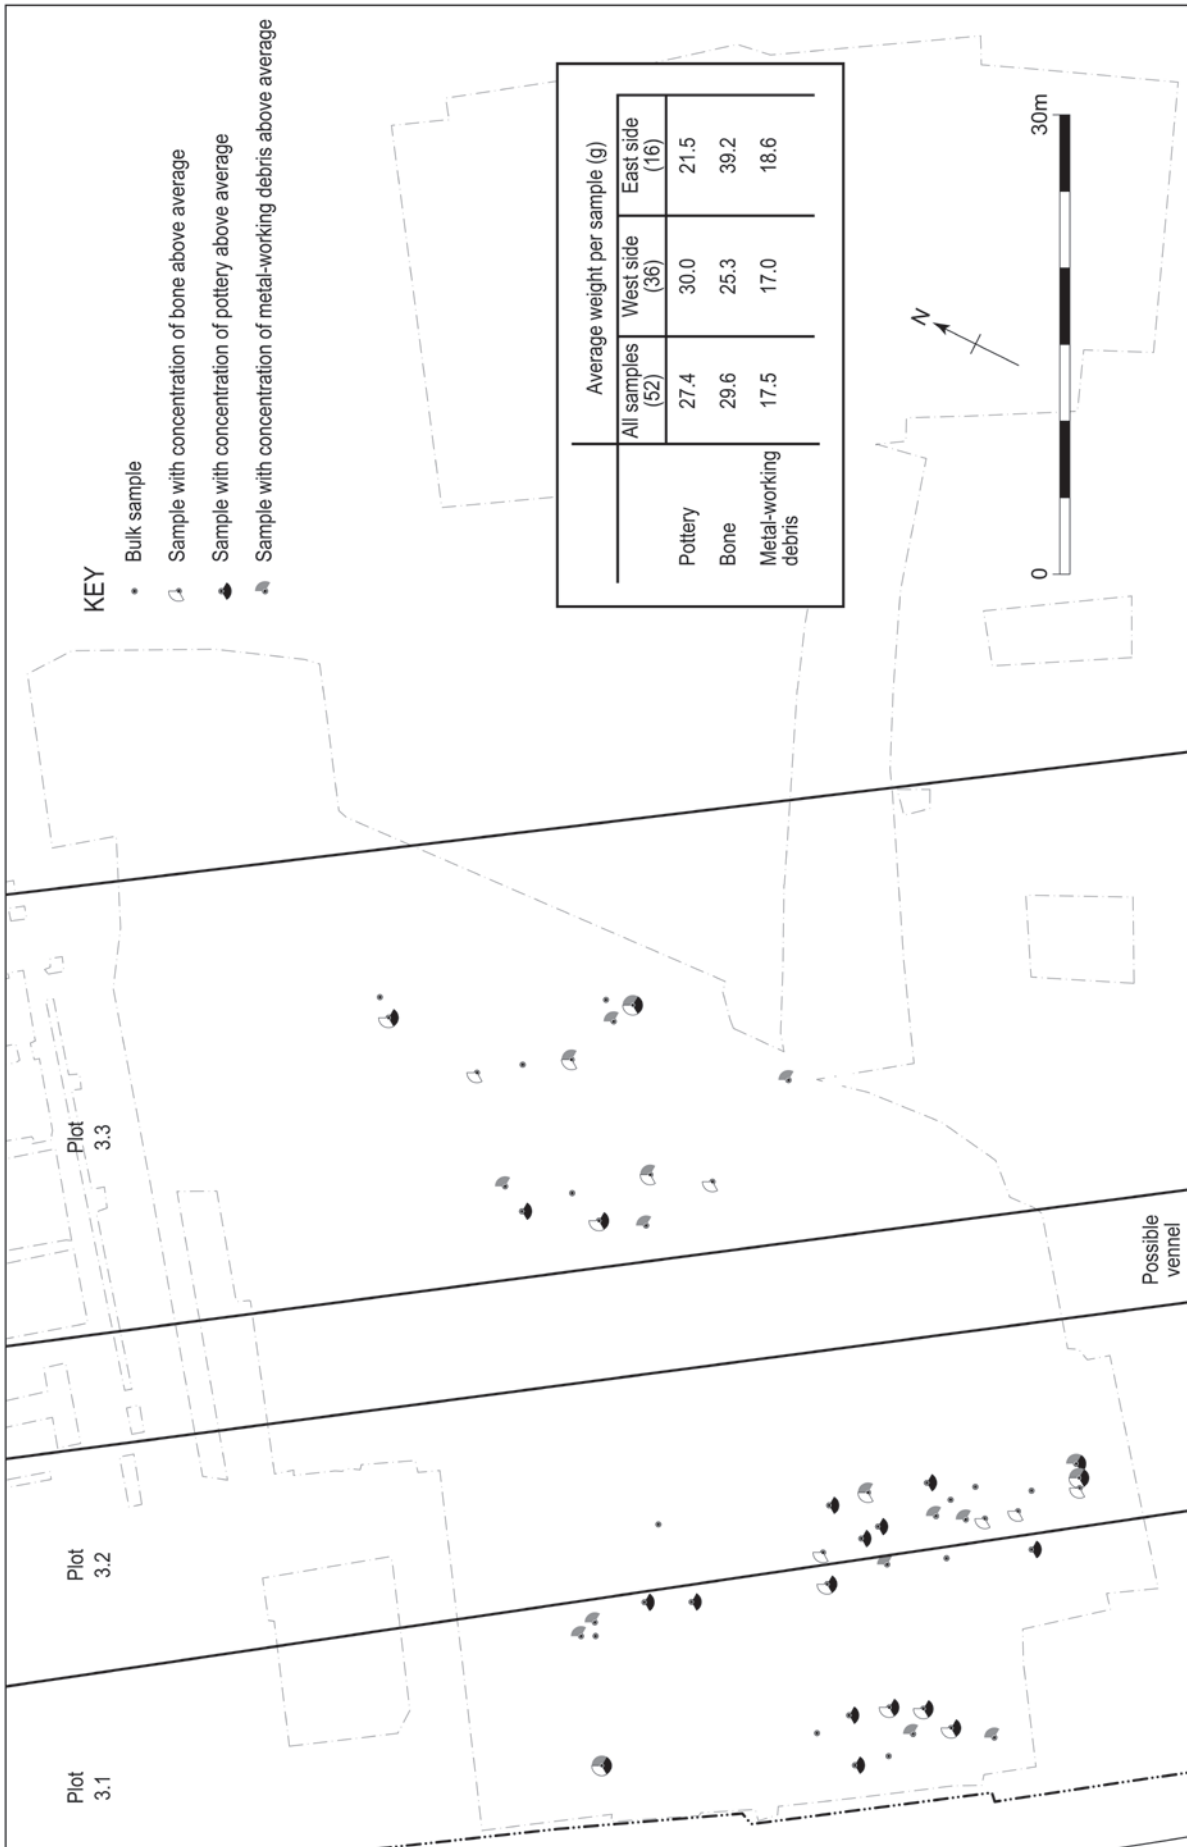 KEY
Bulk sample
Sample with concentration of bone above average
Sample with concentration of pottery above average
Sample with concentration of metal-working debris above average
Plot
3.1
Plot
3.2
Plot
3.3
Possible
vennel
Average weight per sample (g)
All samples
(52)
West side
(36)
East side
(16)
Pottery 27.4 30.0 21.5
Bone 29.6 25.3 39.2
Metal-working
debris
17.5 17.0 18.6
N
0 30m